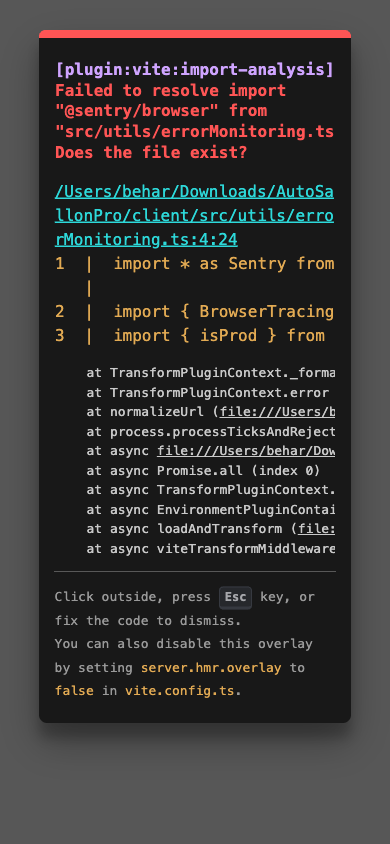 [plugin:vite:import-analysis]
Failed to resolve import
"@sentry/browser" from
"src/utils/errorMonitoring.ts
Does the file exist?
/Users/behar/Downloads/AutoSa
llonPro/client/src/utils/erro
rMonitoring.ts:4:24
1  |  import * as Sentry from
   |
2  |  import { BrowserTracing
3  |  import { isProd } from
at TransformPluginContext._forma
at TransformPluginContext.error
at normalizeUrl (file:///Users/b
at process.processTicksAndReject
at async file:///Users/behar/Dow
at async Promise.all (index 0)
at async TransformPluginContext.
at async EnvironmentPluginContai
at async loadAndTransform (file:
at async viteTransformMiddleware
Click outside, press Esc key, or
fix the code to dismiss.
You can also disable this overlay
by setting server.hmr.overlay to
false in vite.config.ts.